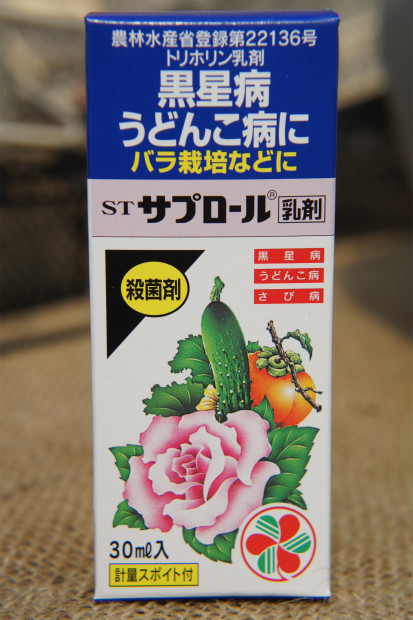 農林水産省登録第22136号
トリホリン乳剤
黒星病
うどんこ病に
バラ栽培などに
STサプロール®乳剤
黒星病
うどんこ病
さび病
殺菌剤
30mℓ入
計量スポイト付